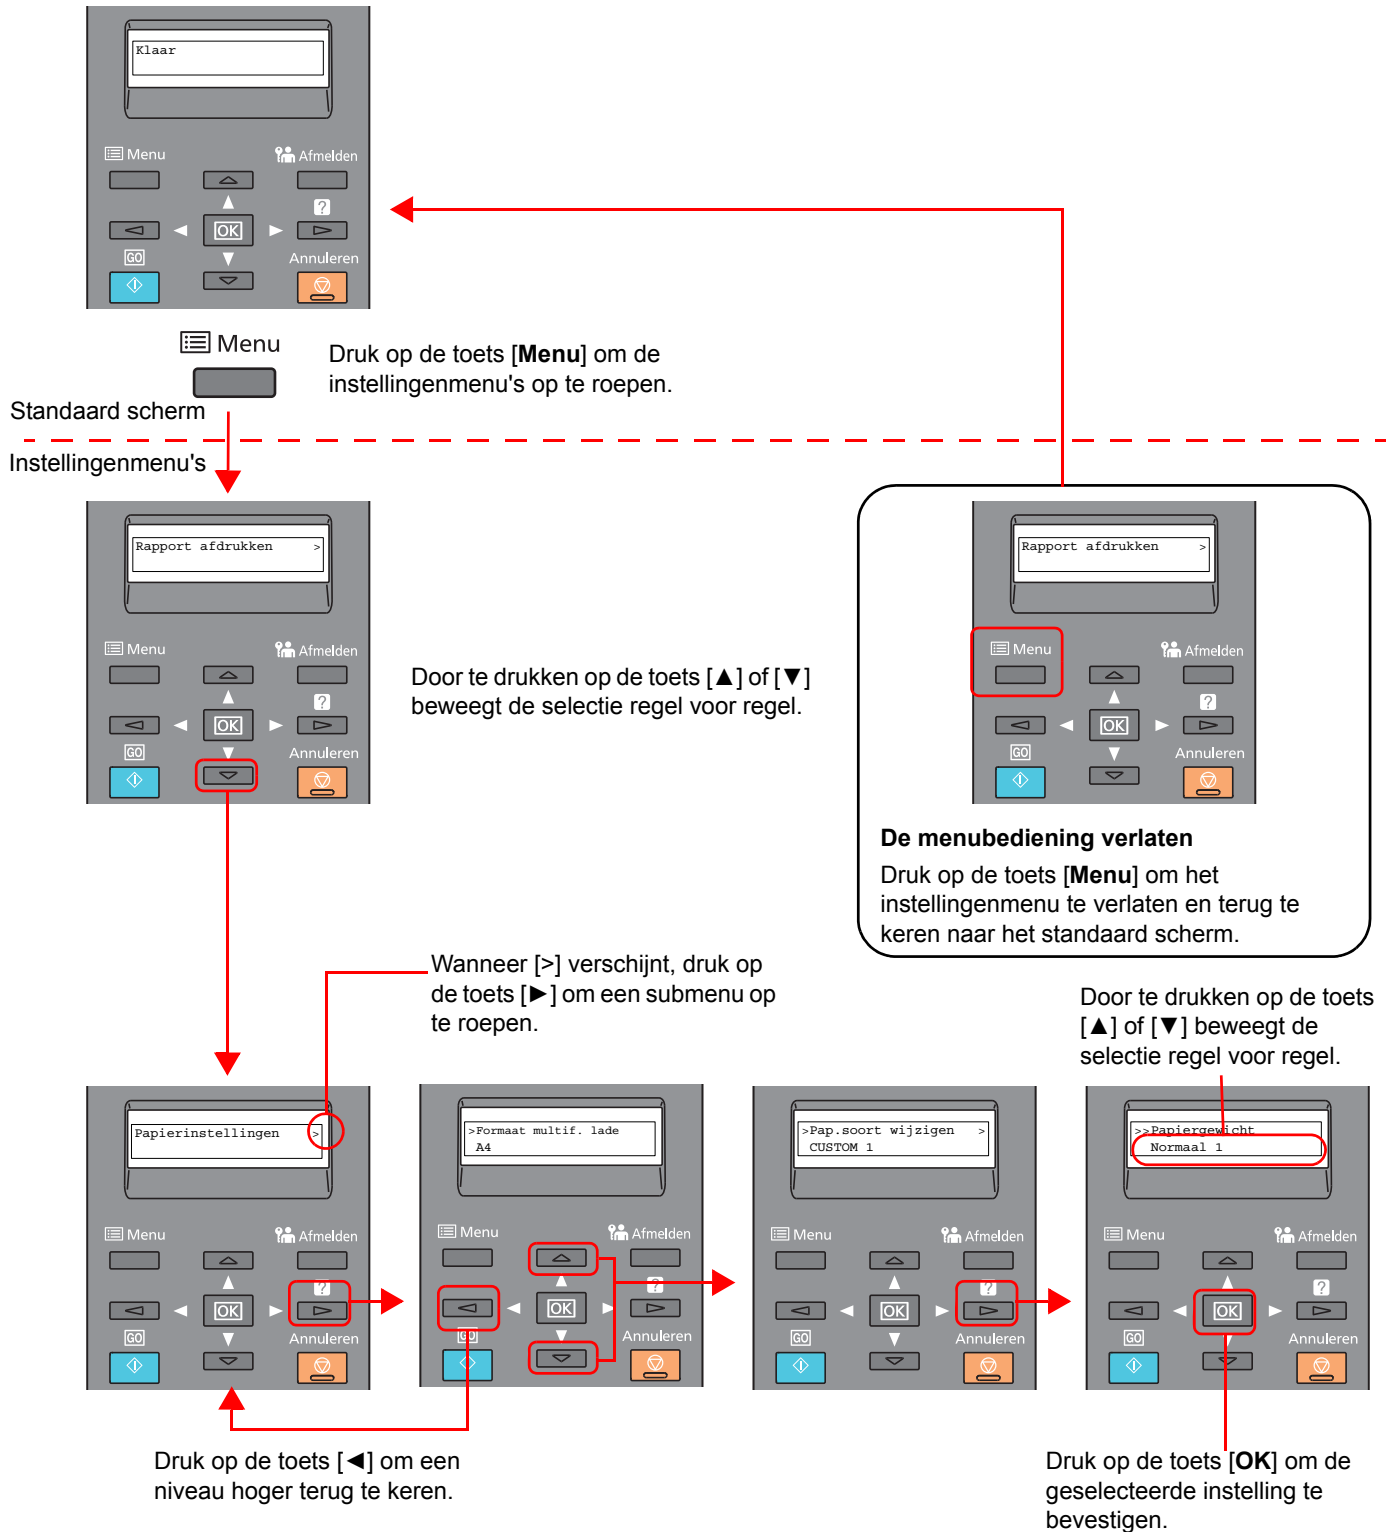 Klaar
Menu
Afmelden
?
OK
GO
Annuleren
Menu
Druk op de toets [Menu] om de
instellingenmenu's op te roepen.
Standaard scherm
Instellingenmenu's
Rapport afdrukken >
Menu
Afmelden
?
OK
GO
Annuleren
Door te drukken op de toets [▲] of [▼]
beweegt de selectie regel voor regel.
Rapport afdrukken >
Menu
Afmelden
?
OK
GO
Annuleren
De menubediening verlaten
Druk op de toets [Menu] om het
instellingenmenu te verlaten en terug te
keren naar het standaard scherm.
Wanneer [>] verschijnt, druk op
de toets [►] om een submenu op
te roepen.
Door te drukken op de toets
[▲] of [▼] beweegt de
selectie regel voor regel.
Papierinstellingen >
Menu
Afmelden
?
OK
GO
Annuleren
>Formaat multif. lade
A4
Menu
Afmelden
?
OK
GO
Annuleren
>Pap.soort wijzigen >
CUSTOM 1
Menu
Afmelden
?
OK
GO
Annuleren
>>Papiergewicht
Normaal 1
Menu
Afmelden
?
OK
GO
Annuleren
Druk op de toets [◄] om een
niveau hoger terug te keren.
Druk op de toets [OK] om de
geselecteerde instelling te
bevestigen.